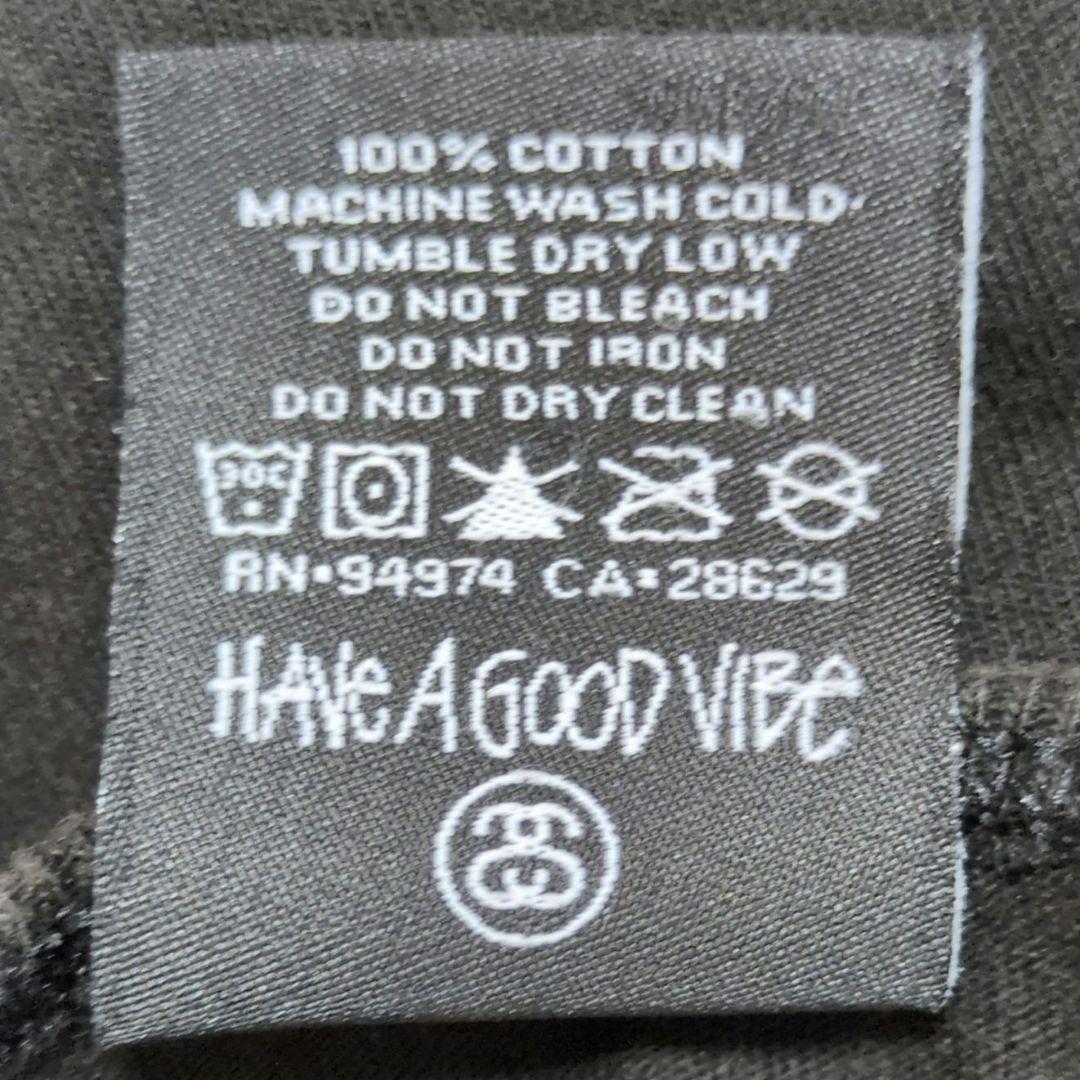 100% COTTON
MACHINE WASH COLD
TUMBLE DRY LOW
DO NOT BLEACH
DO NOT IRON
DO NOT DRY CLEAN
30C
RN•94974 CA•28629
HAVE A GOOD VIBE